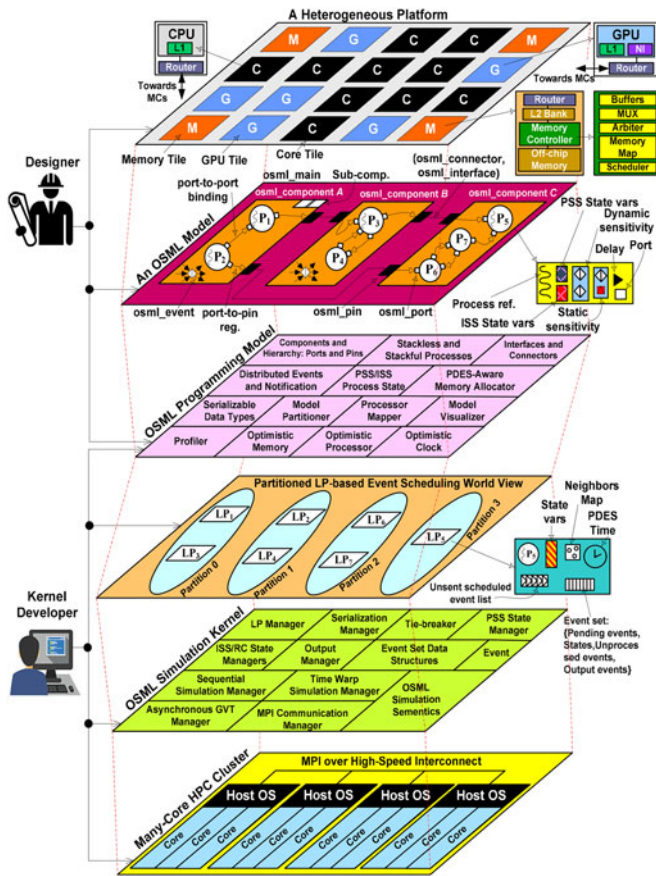 A Heterogeneous Platform
CPU
L1
Router
Towards
MCs
M G C C M
C C C C G
G G C C C
M G C G M
GPU
L1 NI
Router
Towards MCs
Memory Tile
GPU Tile
Core Tile
Router
L2 Bank
Memory
Controller
Off-chip
Memory
Buffers
MUX
Arbiter
Memory
Map
Scheduler
Designer
An OSML Model
port-to-port
binding
osml_main
Sub-comp.
(osml_connector,
osml_interface)
osml_component A
osml_component B
osml_component C
P1
P2
P3
P4
P5
P6
P7
osml_event
port-to-pin
reg.
osml_pin
osml_port
PSS State vars
Dynamic
sensitivity
Delay
Port
Process ref.
ISS State vars
Static
sensitivity
OSML Programming Model
Components and
Hierarchy: Ports and Pins
Stackless and
Stackful Processes
Interfaces and
Connectors
Distributed Events
and Notification
PSS/ISS
Process State
PDES-Aware
Memory Allocator
Serializable
Data Types
Model
Partitioner
Processor
Mapper
Model
Visualizer
Profiler
Optimistic
Memory
Optimistic
Processor
Optimistic
Clock
Partitioned LP-based Event Scheduling World View
LP1
LP3
Partition 0
LP2
LP4
Partition 1
LP6
LP7
Partition 2
LP5
Partition 3
State
vars
Neighbors
Map
PDES
Time
P5
Unsent scheduled
event list
Event set:
{Pending events,
States,Unproces
sed events,
Output events}
Kernel
Developer
OSML Simulation Kernel
LP Manager
Serialization
Manager
Tie-breaker
PSS State
Manager
ISS/RC State
Managers
Output
Manager
Event Set Data
Structures
Event
Sequential
Simulation Manager
Time Warp
Simulation Manager
OSML
Simulation
Sementics
Asynchronous GVT
Manager
MPI Communication
Manager
Many-Core HPC Cluster
MPI over High-Speed Interconnect
Host OS Host OS Host OS Host OS
Core Core Core Core Core Core Core Core Core Core Core Core